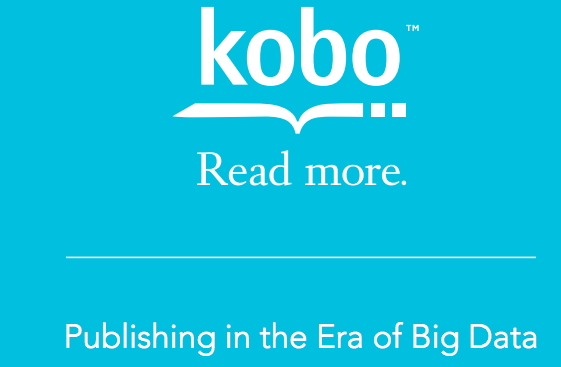 kobo™
Read more.
Publishing in the Era of Big Data